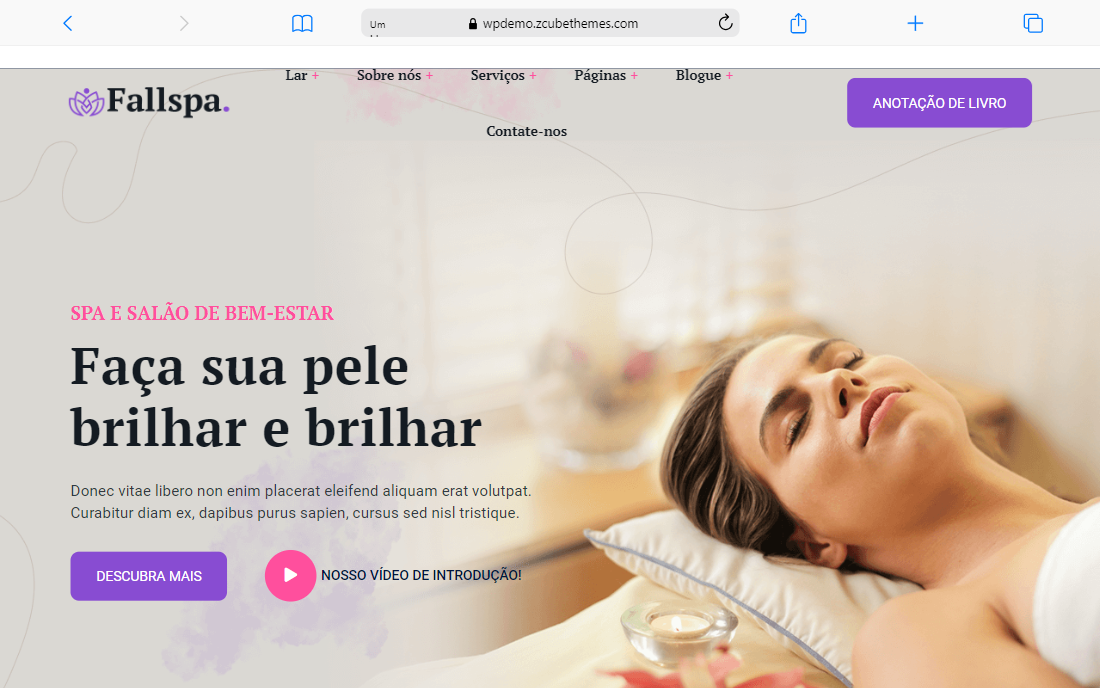 Um
wpdemo.zcubethemes.com
Lar +
Sobre nós +
Serviços +
Páginas +
Blogue +
Contate-nos
Fallspa.
ANOTAÇÃO DE LIVRO
SPA E SALÃO DE BEM-ESTAR
Faça sua pele
brilhar e brilhar
Donec vitae libero non enim placerat eleifend aliquam erat volutpat.
Curabitur diam ex, dapibus purus sapien, cursus sed nisl tristique.
DESCUBRA MAIS
NOSSO VÍDEO DE INTRODUÇÃO!